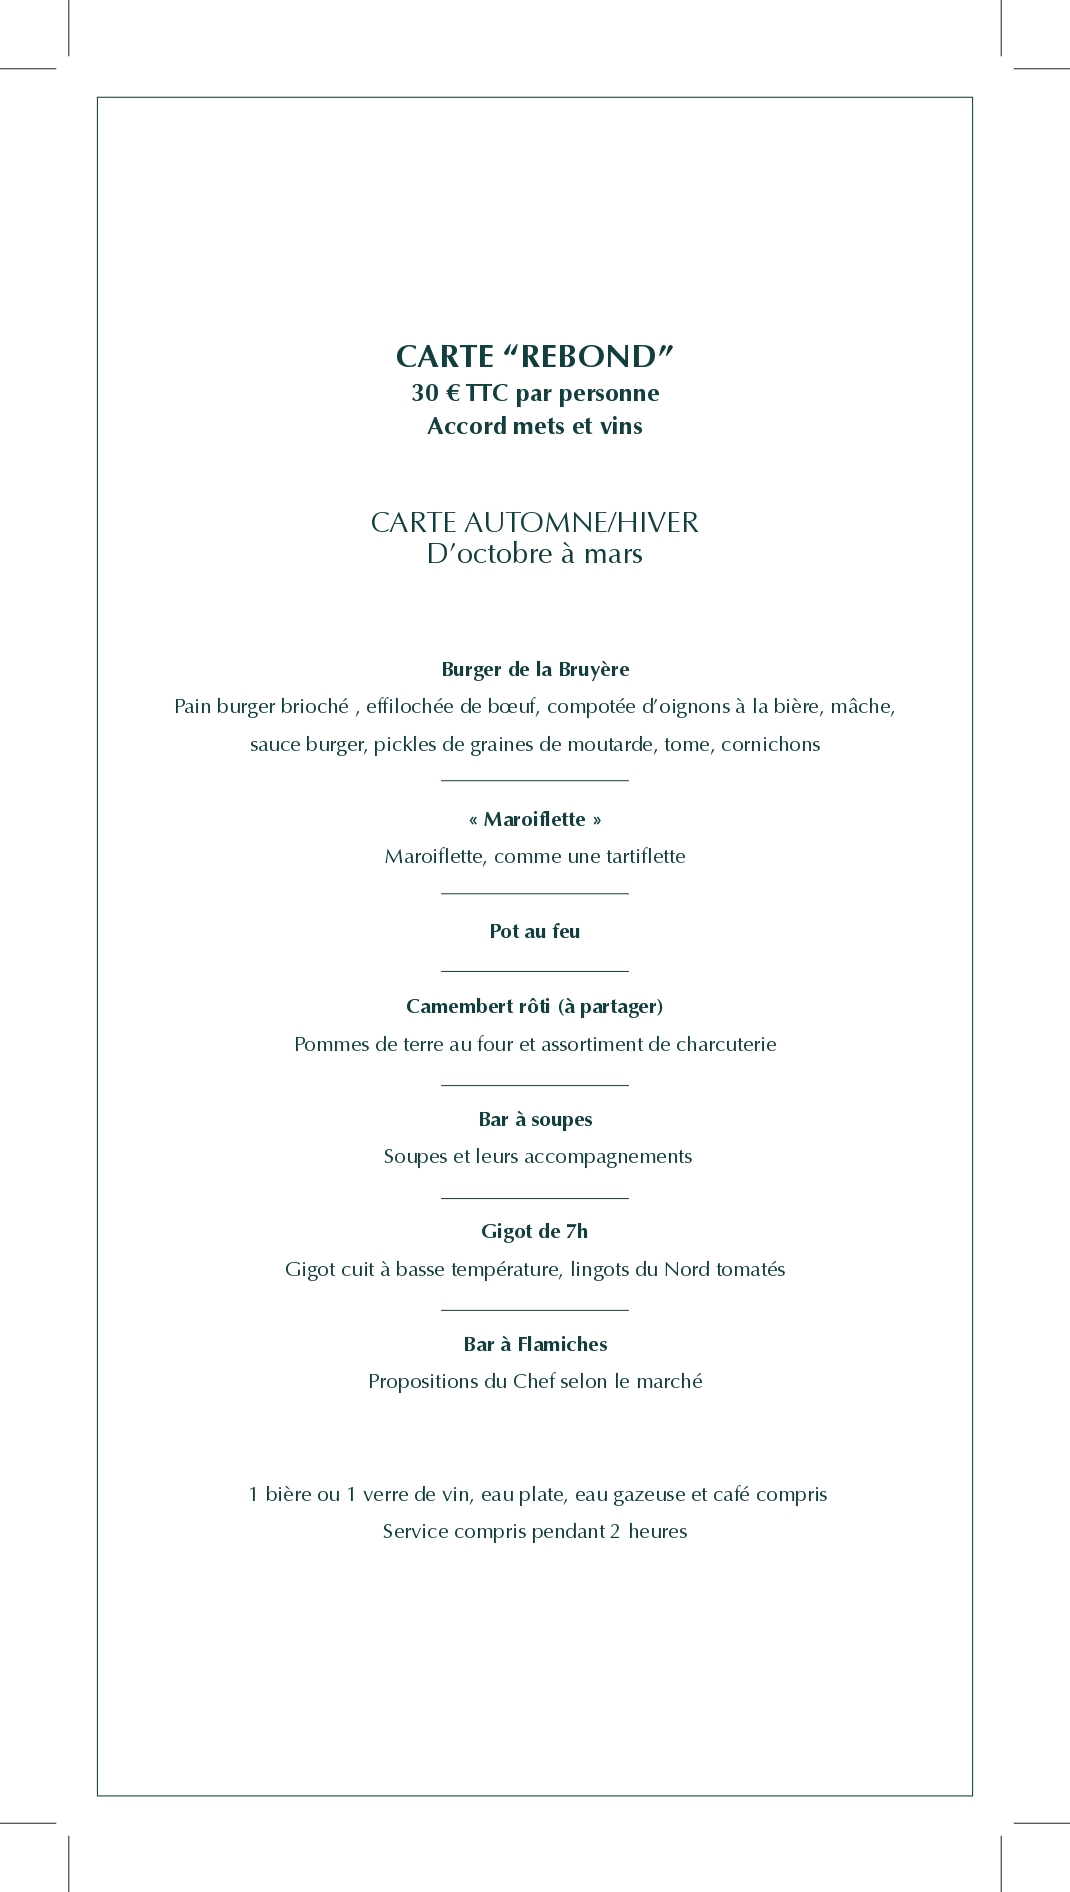 CARTE “REBOND”
30 € TTC par personne
Accord mets et vins
CARTE AUTOMNE/HIVER
D’octobre à mars
Burger de la Bruyère
Pain burger brioché , effilochée de bœuf, compotée d’oignons à la bière, mâche,
sauce burger, pickles de graines de moutarde, tome, cornichons
« Maroiflette »
Maroiflette, comme une tartiflette
Pot au feu
Camembert rôti (à partager)
Pommes de terre au four et assortiment de charcuterie
Bar à soupes
Soupes et leurs accompagnements
Gigot de 7h
Gigot cuit à basse température, lingots du Nord tomatés
Bar à Flamiches
Propositions du Chef selon le marché
1 bière ou 1 verre de vin, eau plate, eau gazeuse et café compris
Service compris pendant 2 heures